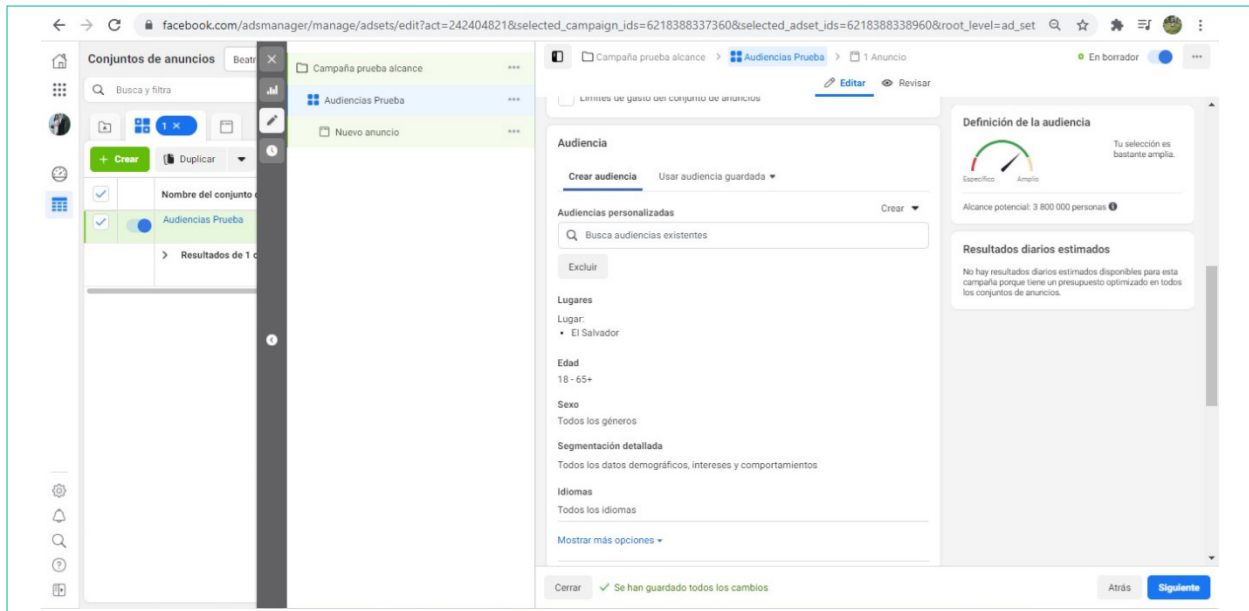 facebook.com/adsmanager/manage/adsets/edit?act=242404821&selected_campaign_ids=6218388337360&selected_adset_ids=6218388338960&root_level=ad_set
Conjuntos de anuncios
Beatr
Busca y filtra
1 ×
+ Crear
Duplicar
Nombre del conjunto
Audiencias Prueba
Resultados de 1 c
Campaña prueba alcance
Audiencias Prueba
Nuevo anuncio
Campaña prueba alcance > Audiencias Prueba > 1 Anuncio
En borrador
Editar
Revisar
Límites de gasto del conjunto de anuncios
Audiencia
Crear audiencia
Usar audiencia guardada
Audiencias personalizadas
Crear
Busca audiencias existentes
Excluir
Lugares
Lugar:
• El Salvador
Edad
18 - 65+
Sexo
Todos los géneros
Segmentación detallada
Todos los datos demográficos, intereses y comportamientos
Idiomas
Todos los idiomas
Mostrar más opciones
Cerrar
Se han guardado todos los cambios
Atrás
Siguiente
Definición de la audiencia
Tu selección es
bastante amplia.
Específico
Amplio
Alcance potencial: 3 800 000 personas
Resultados diarios estimados
No hay resultados diarios estimados disponibles para esta
campaña porque tiene un presupuesto optimizado en todos
los conjuntos de anuncios.